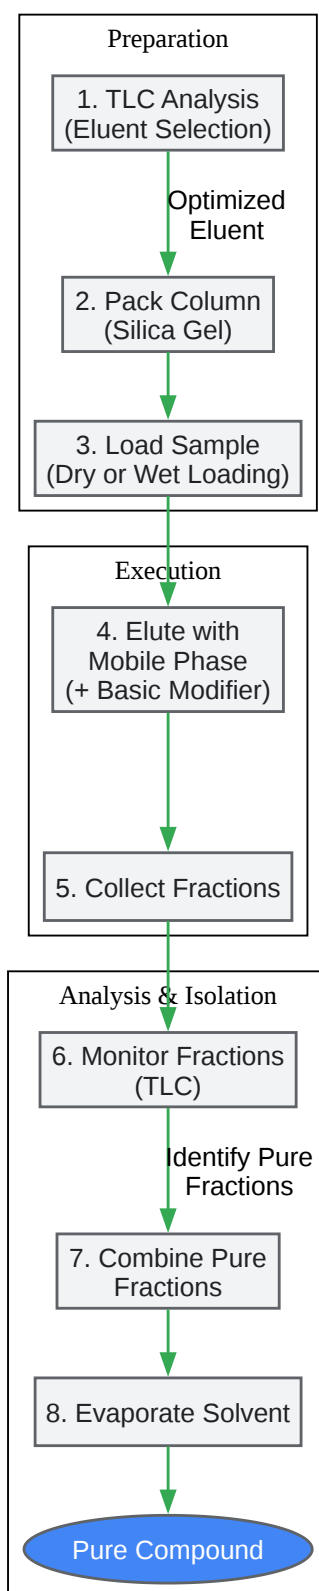 Preparation
1. TLC Analysis
(Eluent Selection)
Optimized
Eluent
2. Pack Column
(Silica Gel)
3. Load Sample
(Dry or Wet Loading)
Execution
4. Elute with
Mobile Phase
(+ Basic Modifier)
5. Collect Fractions
Analysis & Isolation
6. Monitor Fractions
(TLC)
Identify Pure
Fractions
7. Combine Pure
Fractions
8. Evaporate Solvent
Pure Compound